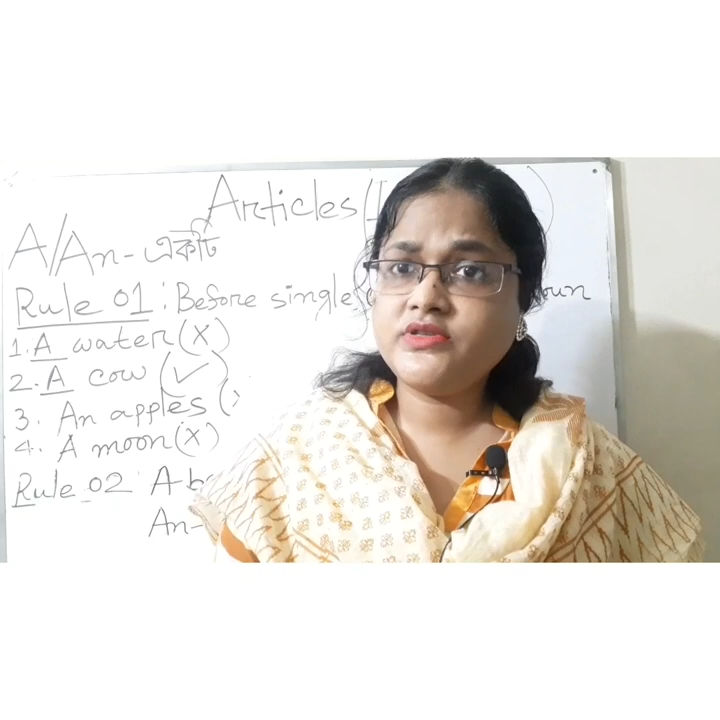 Articles (
A/An - একটি
Rule 01 : Before single
1. A water (X)
2. A cow (✓)
3. An apples (
4. A moon (X)
Rule 02 A
An-